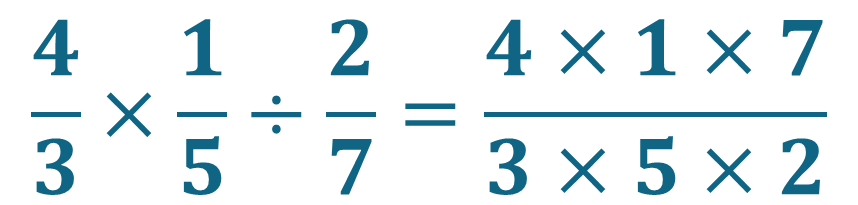 4/3 × 1/5 ÷ 2/7 = (4 × 1 × 7)/(3 × 5 × 2)